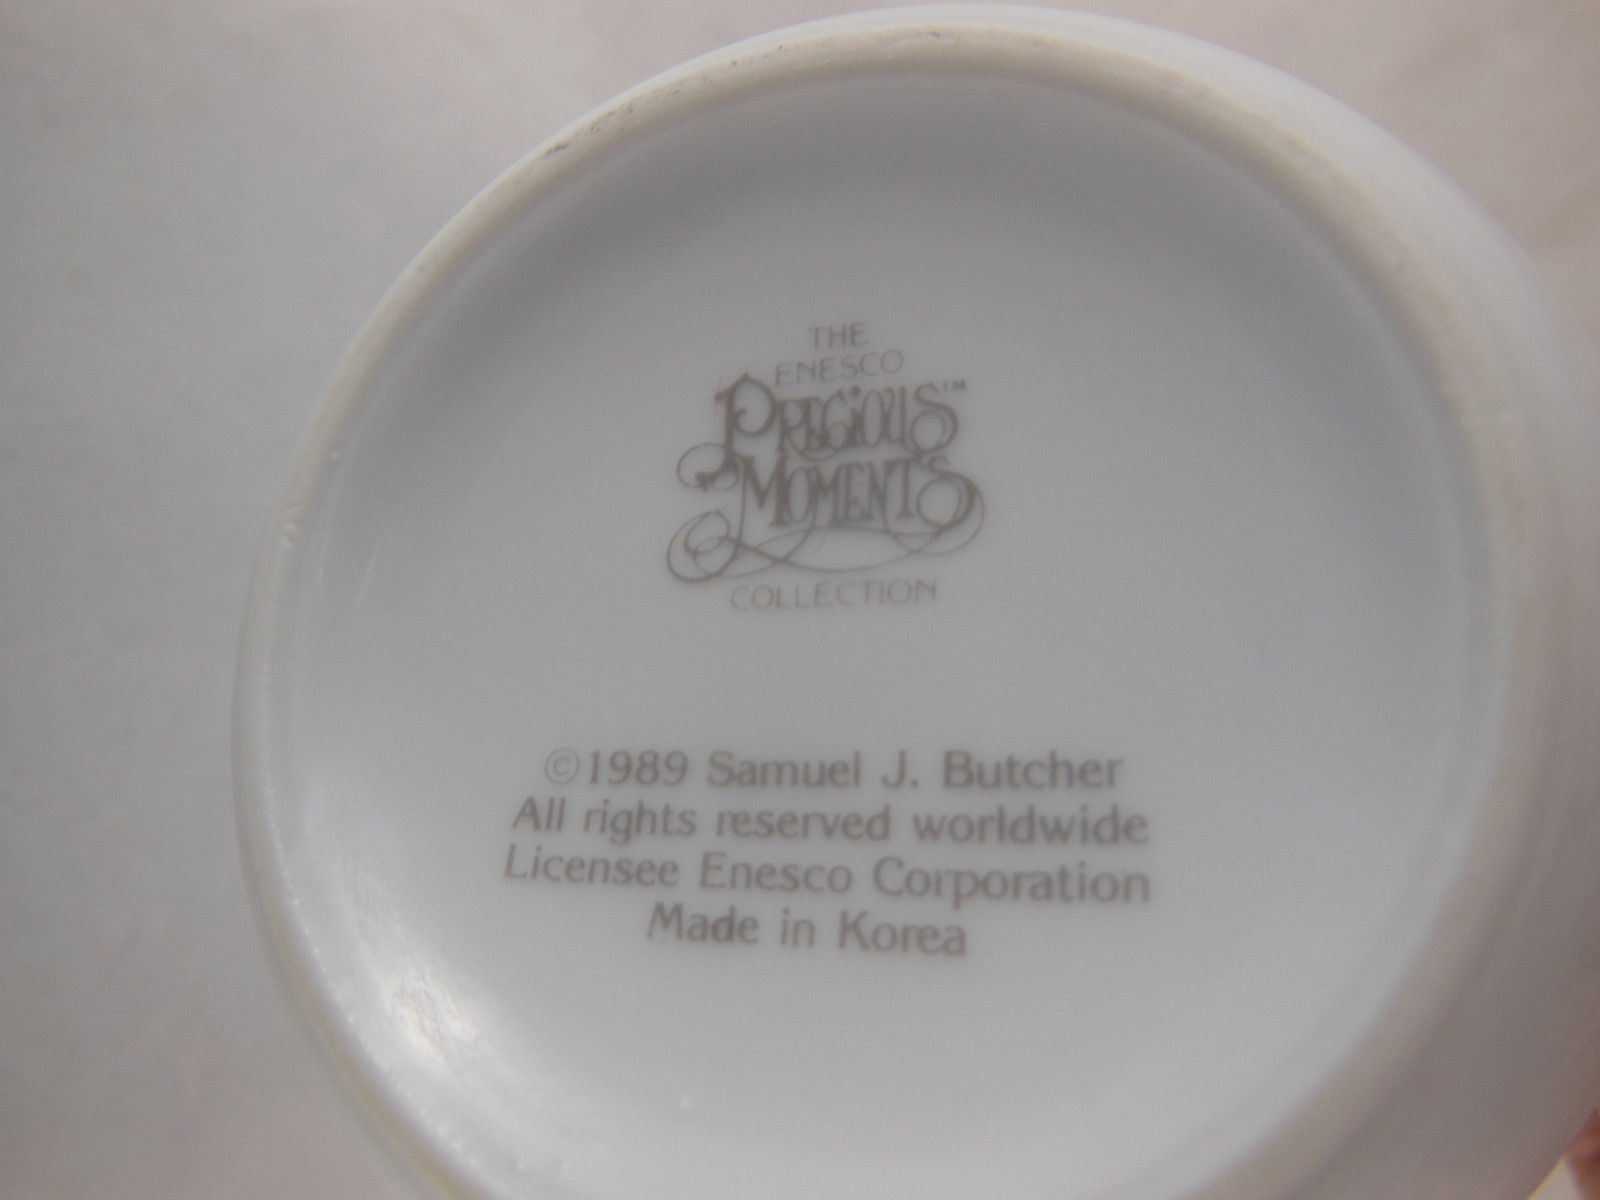 THE
ENESCO
PRECIOUS™
MOMENTS
COLLECTION
©1989 Samuel J. Butcher
All rights reserved worldwide
Licensee Enesco Corporation
Made in Korea